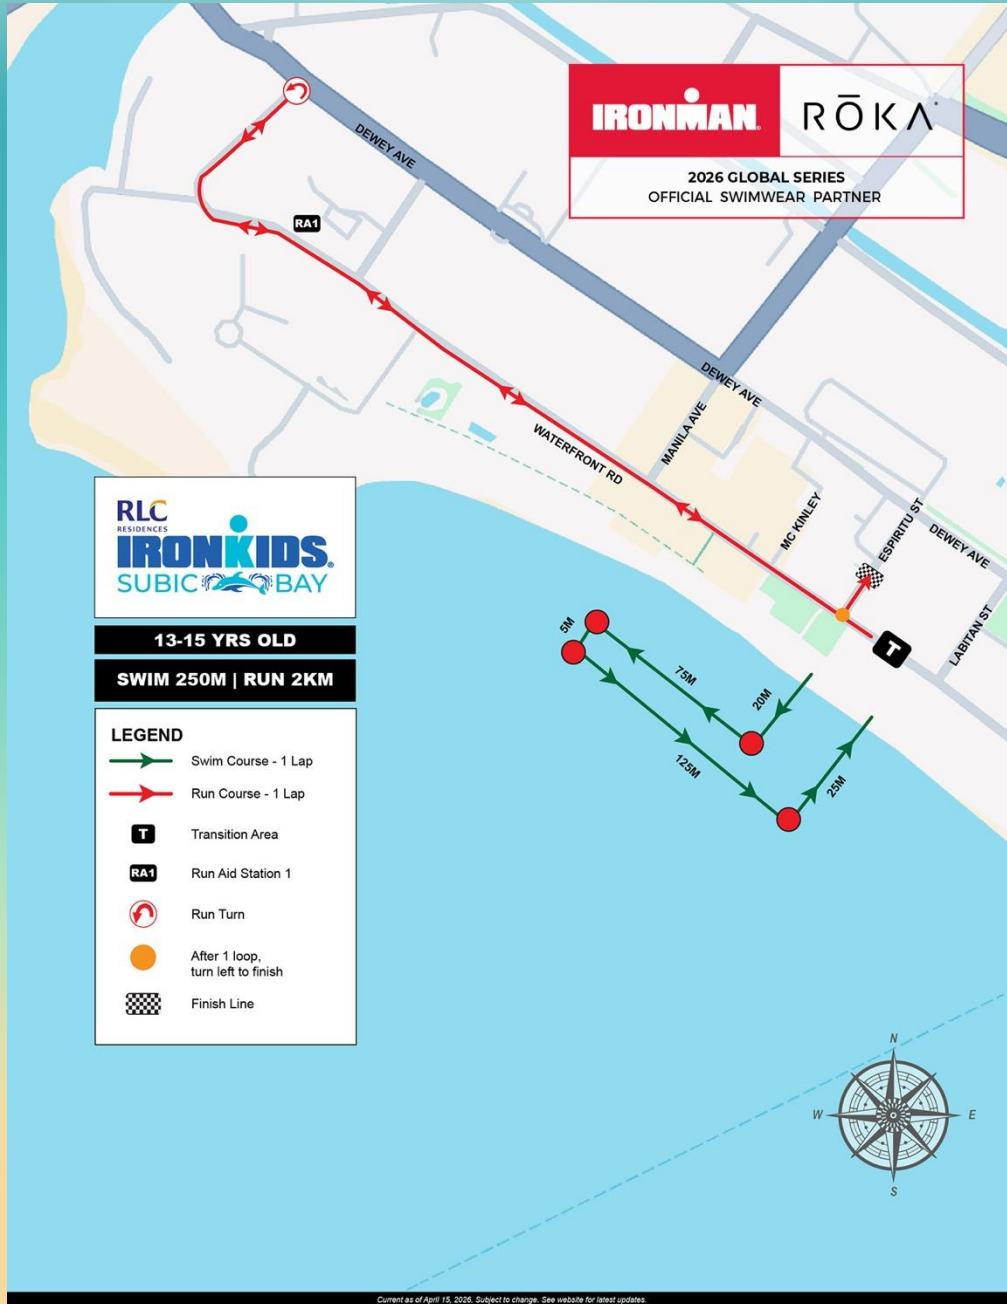 IRONMAN
RŌKA
2026 GLOBAL SERIES
OFFICIAL SWIMWEAR PARTNER
DEWEY AVE
RA1
DEWEY AVE
MANILA AVE
WATERFRONT RD
MC KINLEY
ESPIRITU ST
DEWEY AVE
LABITAN ST
T
5M
75M
20M
125M
25M
RLC
RESIDENCES
IRONKIDS
SUBIC BAY
13-15 YRS OLD
SWIM 250M | RUN 2KM
LEGEND
Swim Course - 1 Lap
Run Course - 1 Lap
T
Transition Area
RA1
Run Aid Station 1
Run Turn
After 1 loop,
turn left to finish
Finish Line
N
W
E
S
Current as of April 15, 2026. Subject to change. See website for latest updates.